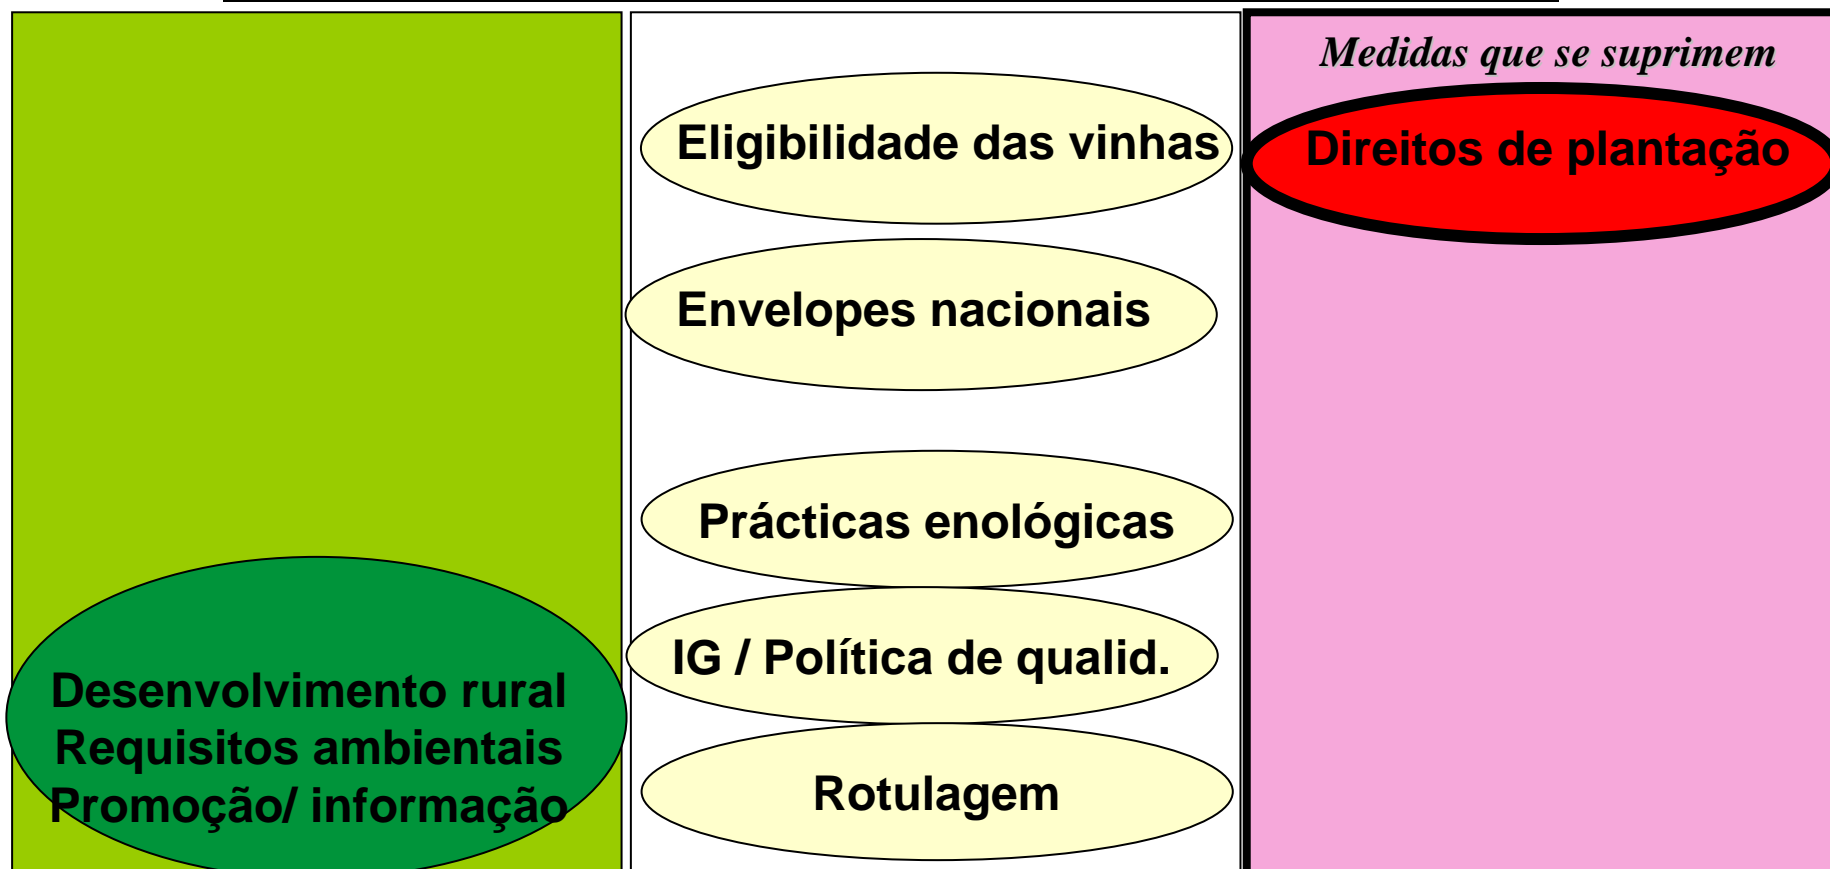 Medidas que se suprimem
Eligibilidade das vinhas
Direitos de plantação
Envelopes nacionais
Prácticas enológicas
IG / Política de qualid.
Desenvolvimento rural
Requisitos ambientais
Promoção/ informação
Rotulagem